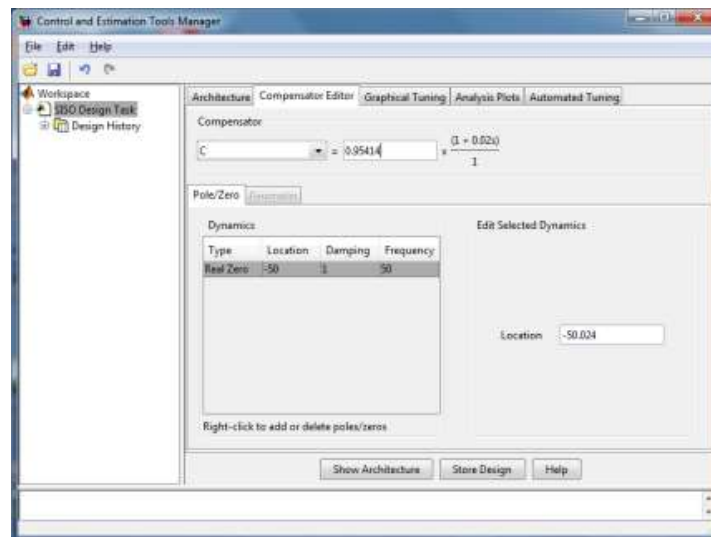 Control and Estimation Tools Manager
File Edit Help
Workspace
SISO Design Task
Design History
Architecture Compensator Editor Graphical Tuning Analysis Plots Automated Tuning
Compensator
C = 0.95414 x (1 + 0.02s)
1
Pole/Zero Parameter
Dynamics
Edit Selected Dynamics
Type Location Damping Frequency
Real Zero -50 1 50
Location -50.024
Right-click to add or delete poles/zeros
Show Architecture Store Design Help